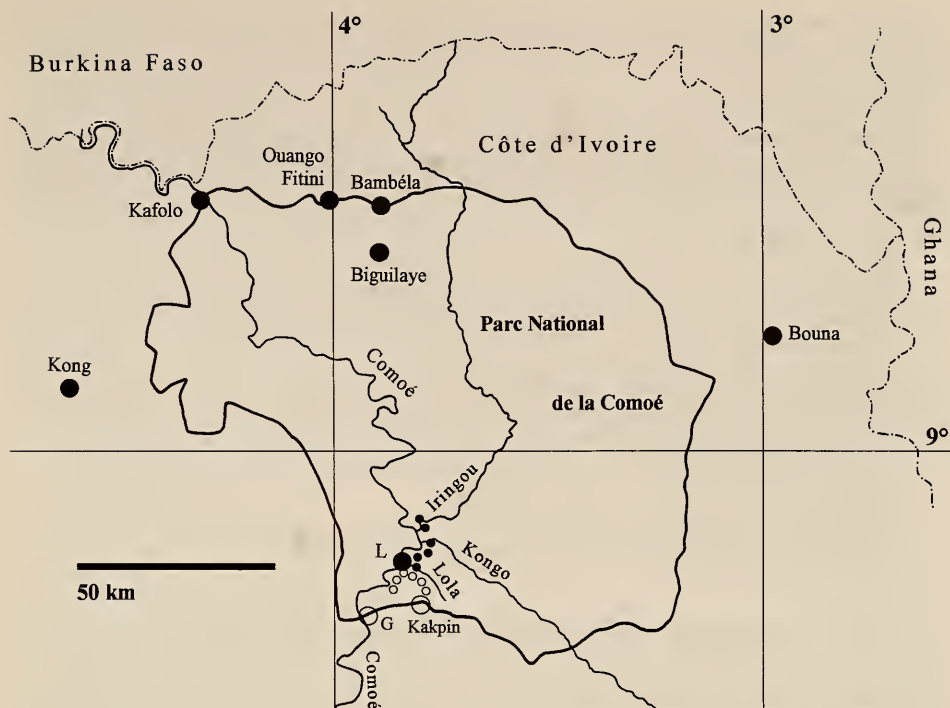 4°
3°
Burkina Faso
Côte d'Ivoire
Ouango
Fitini
Bambéla
Kafolo
Ghana
Biguilaye
Parc National
Bouna
Kong
Comoé
de la Comoé
9°
Iringou
L
Kongo
Lola
50 km
G
Kakpin
Comoé